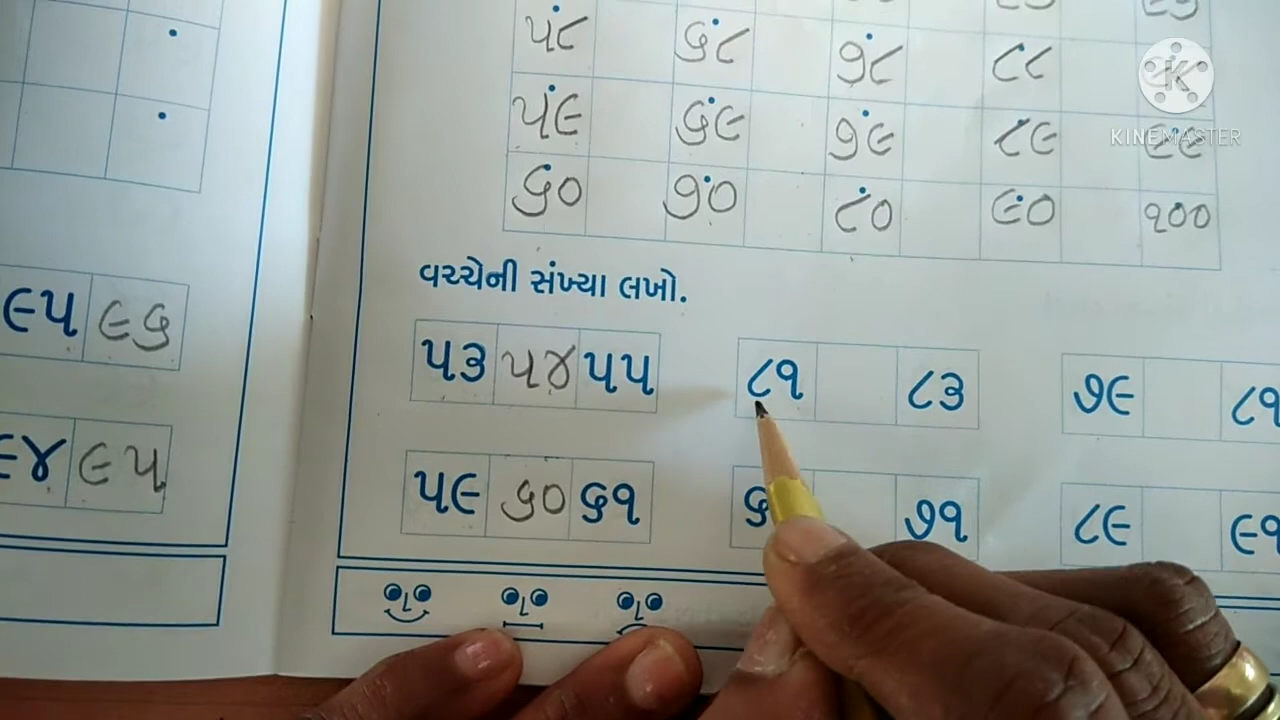 ૫૮ ૬૮ ૭૮ ૮૮
૫૯ ૬૯ ૭૯ ૮૯ ૯૯
KINEMASTER
૬૦ ૭૦ ૮૦ ૯૦ ૧૦૦
વચ્ચેની સંખ્યા લખો.
૯૫ ૯૬
૫૩ ૫૪ ૫૫ ૮૧ ૮૩ ૭૯ ૮૧
૯૪ ૯૫
૫૯ ૬૦ ૬૧ ૭૧ ૮૯ ૯૧